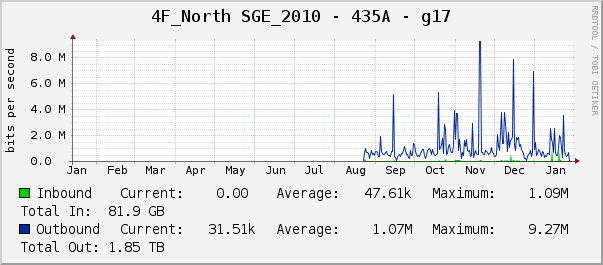 4F_North SGE_2010 - 435A - g17
RRDTOOL / TOBI OETIKER
bits per second
8.0 M
6.0 M
4.0 M
2.0 M
0.0
Jan Feb Mar Apr May Jun Jul Aug Sep Oct Nov Dec Jan
Inbound Current: 0.00 Average: 47.61k Maximum: 1.09M
Total In: 81.9 GB
Outbound Current: 31.51k Average: 1.07M Maximum: 9.27M
Total Out: 1.85 TB